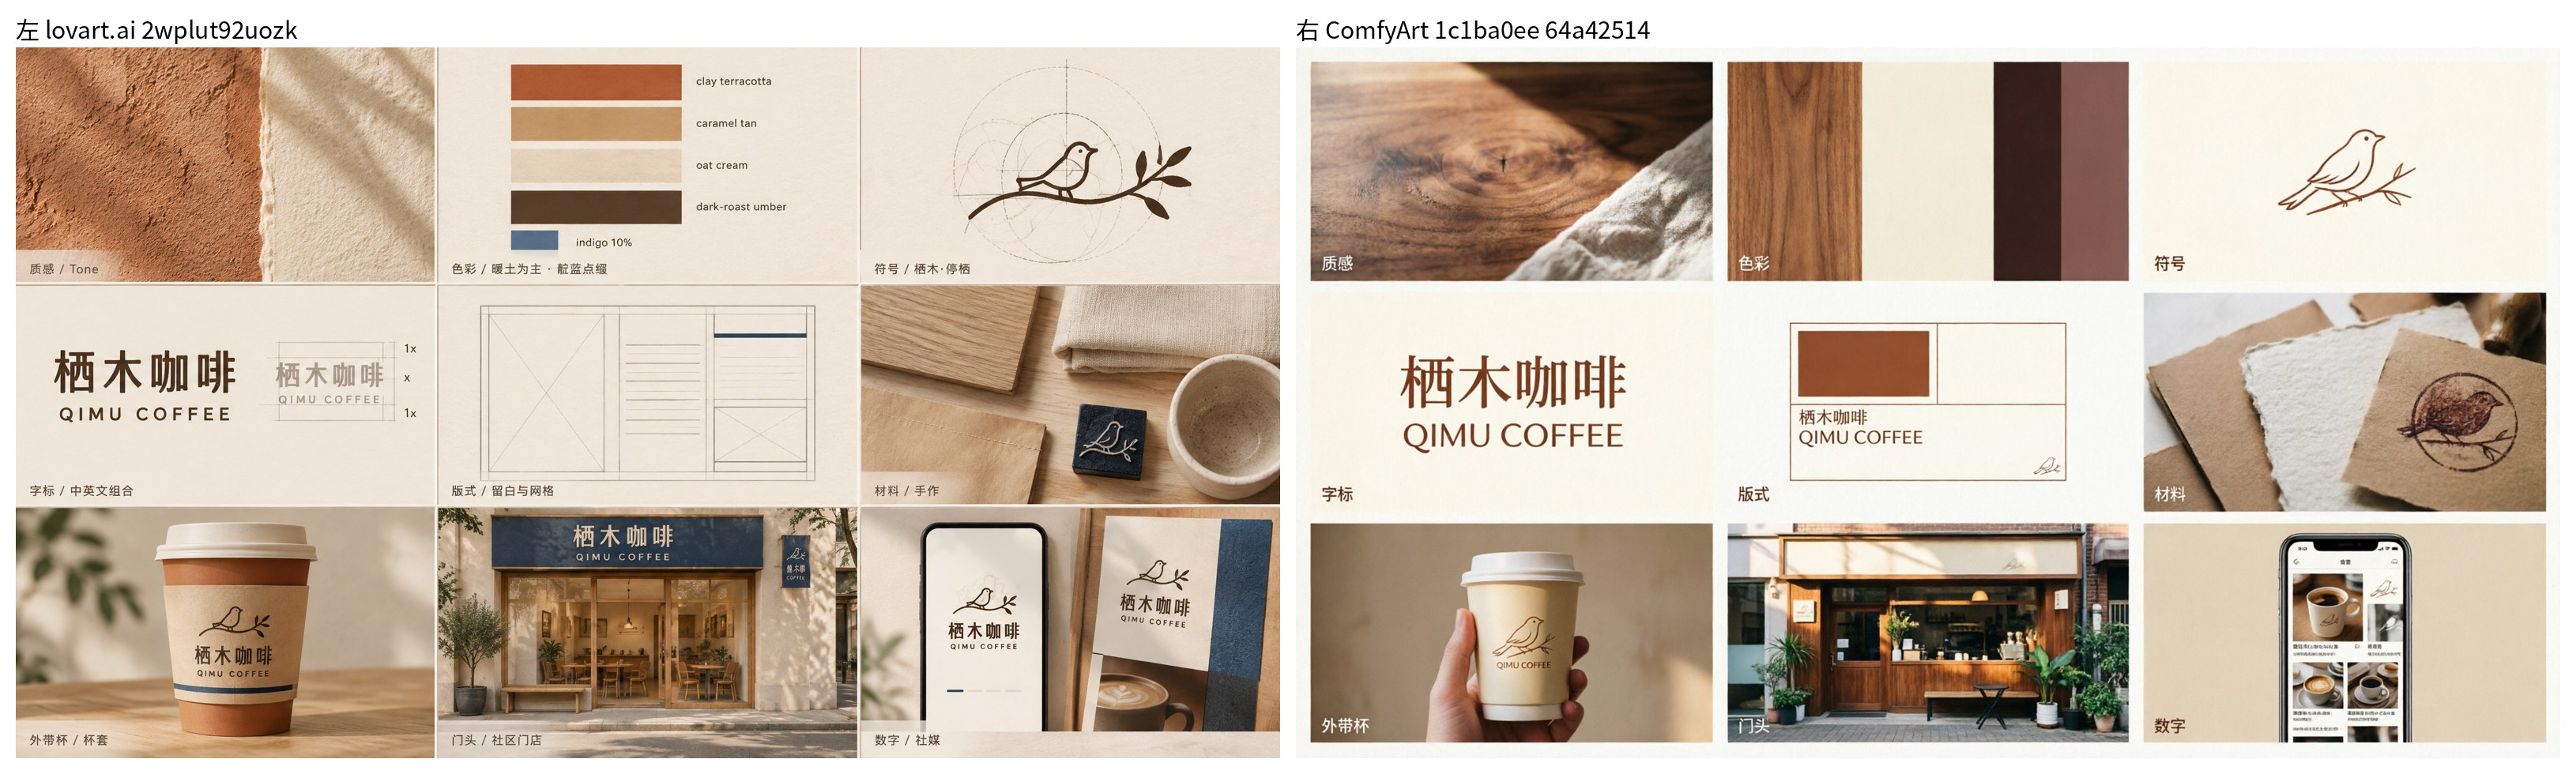 左 lovart.ai 2wplut92uozk
质感 / Tone
clay terracotta
caramel tan
oat cream
dark-roast umber
indigo 10%
色彩 / 暖土为主 · 靛蓝点缀
符号 / 栖木·停栖
栖木咖啡
QIMU COFFEE
栖木咖啡
QIMU COFFEE
1x
x
1x
字标 / 中英文组合
版式 / 留白与网格
材料 / 手作
栖木咖啡
QIMU COFFEE
外带杯 / 杯套
栖木咖啡
QIMU COFFEE
COFFEE
门头 / 社区门店
栖木咖啡
QIMU COFFEE
栖木咖啡
QIMU COFFEE
数字 / 社媒
右 ComfyArt 1c1ba0ee 64a42514
质感
色彩
符号
栖木咖啡
QIMU COFFEE
字标
栖木咖啡
QIMU COFFEE
版式
材料
QIMU COFFEE
外带杯
门头
数字